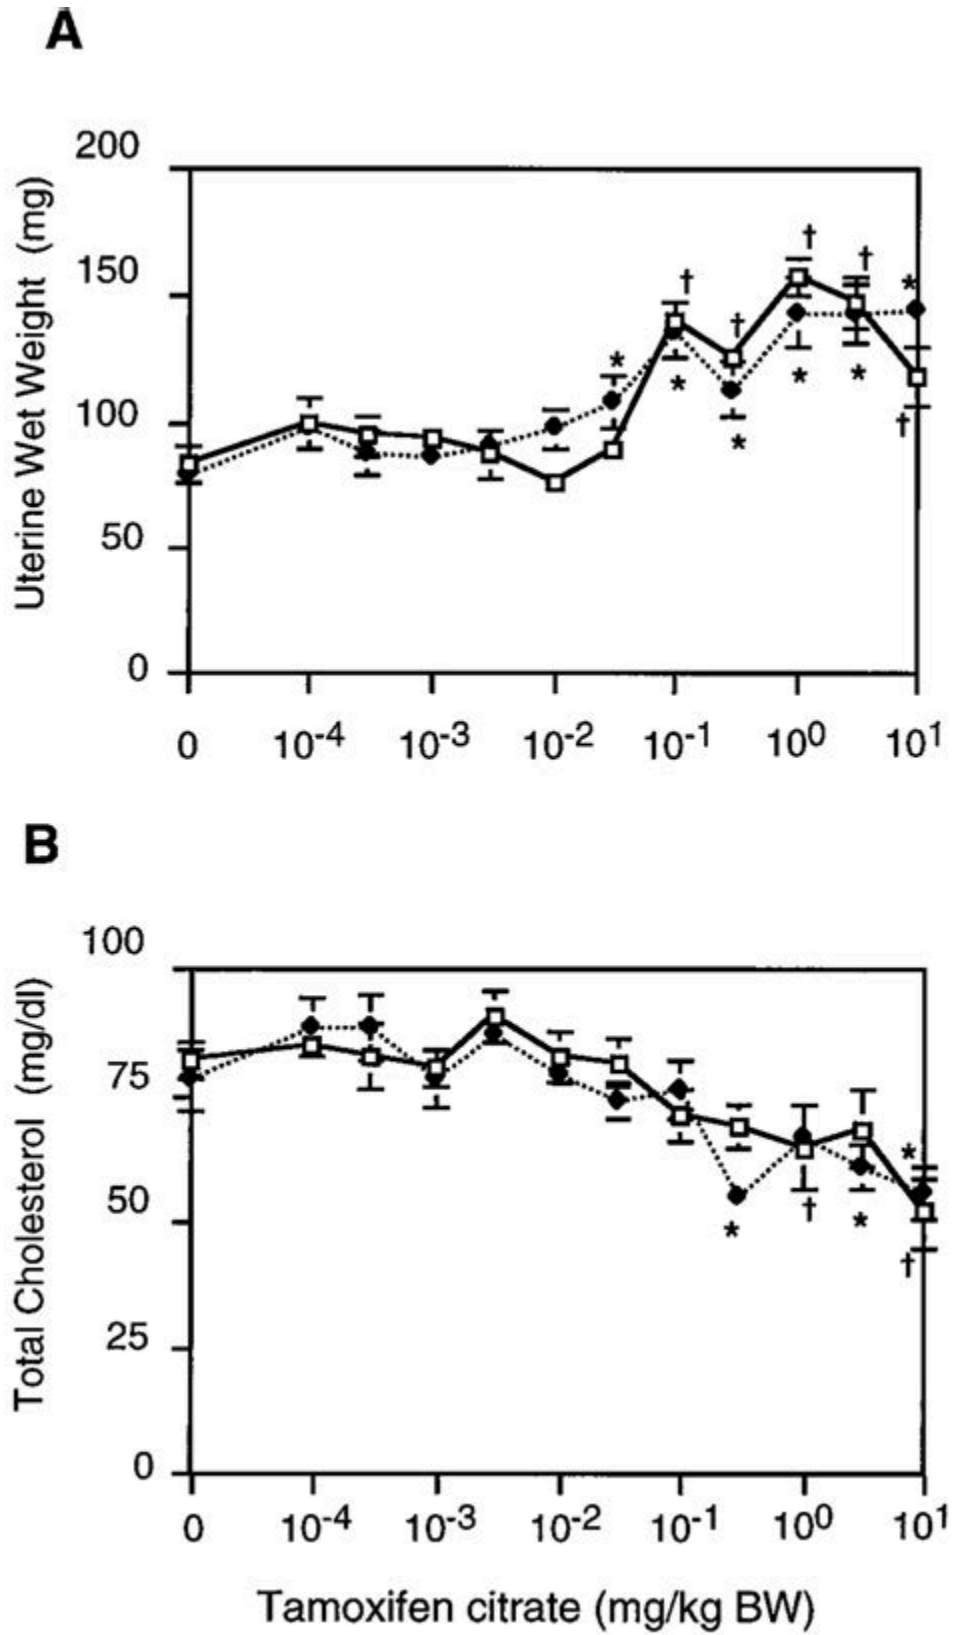 A
200
150
100
50
0
Uterine Wet Weight (mg)
† † † † * * * * * * †
0 10-4 10-3 10-2 10-1 100 101
B
100
75
50
25
0
Total Cholesterol (mg/dl)
* † * * †
0 10-4 10-3 10-2 10-1 100 101
Tamoxifen citrate (mg/kg BW)